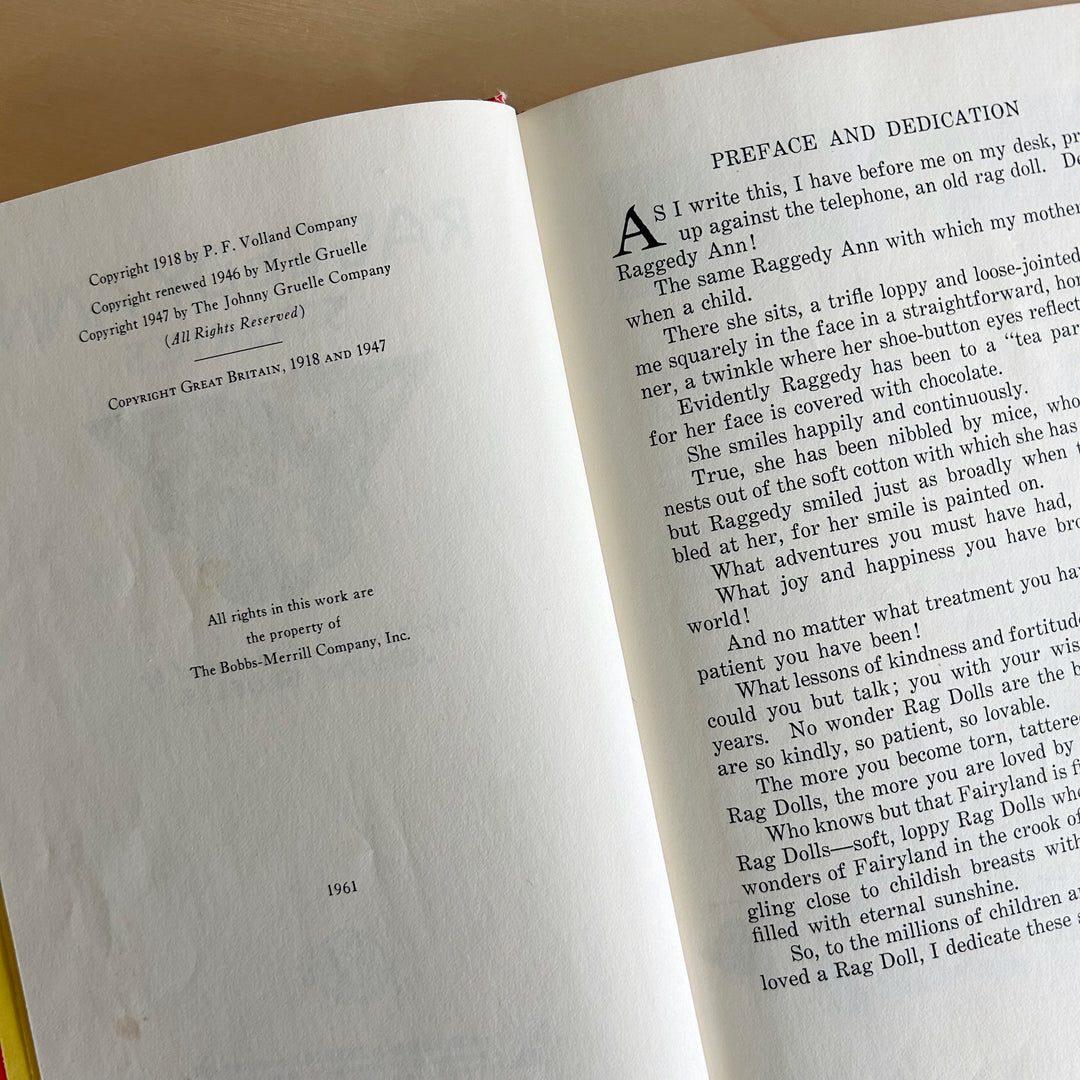 Copyright 1918 by P. F. Volland Company
Copyright renewed 1946 by Myrtle Gruelle
Copyright 1947 by The Johnny Gruelle Company
(All Rights Reserved)
COPYRIGHT GREAT BRITAIN, 1918 AND 1947
All rights in this work are
the property of
The Bobbs-Merrill Company, Inc.
1961
PREFACE AND DEDICATION
AS I write this, I have before me on my desk,
up against the telephone, an old rag doll.
Raggedy Ann!
The same Raggedy Ann with which my mother
when a child.
There she sits, a trifle loppy and loose-jointed
me squarely in the face in a straightforward,
ner, a twinkle where her shoe-button eyes
Evidently Raggedy has been to a “tea
for her face is covered with chocolate.
She smiles happily and continuously.
True, she has been nibbled by mice, who
nests out of the soft cotton with which she has
but Raggedy smiled just as broadly when
bled at her, for her smile is painted on.
What adventures you must have had,
What joy and happiness you have
world!
And no matter what treatment you
patient you have been!
What lessons of kindness and fortitude
could you but talk; you with your
years. No wonder Rag Dolls are the
are so kindly, so patient, so lovable.
The more you become torn,
Rag Dolls, the more you are loved by
Who knows but that Fairyland is
Rag Dolls—soft, loppy Rag Dolls
wonders of Fairyland in the crook of
gling close to childish breasts
filled with eternal sunshine.
So, to the millions of children
loved a Rag Doll, I dedicate these